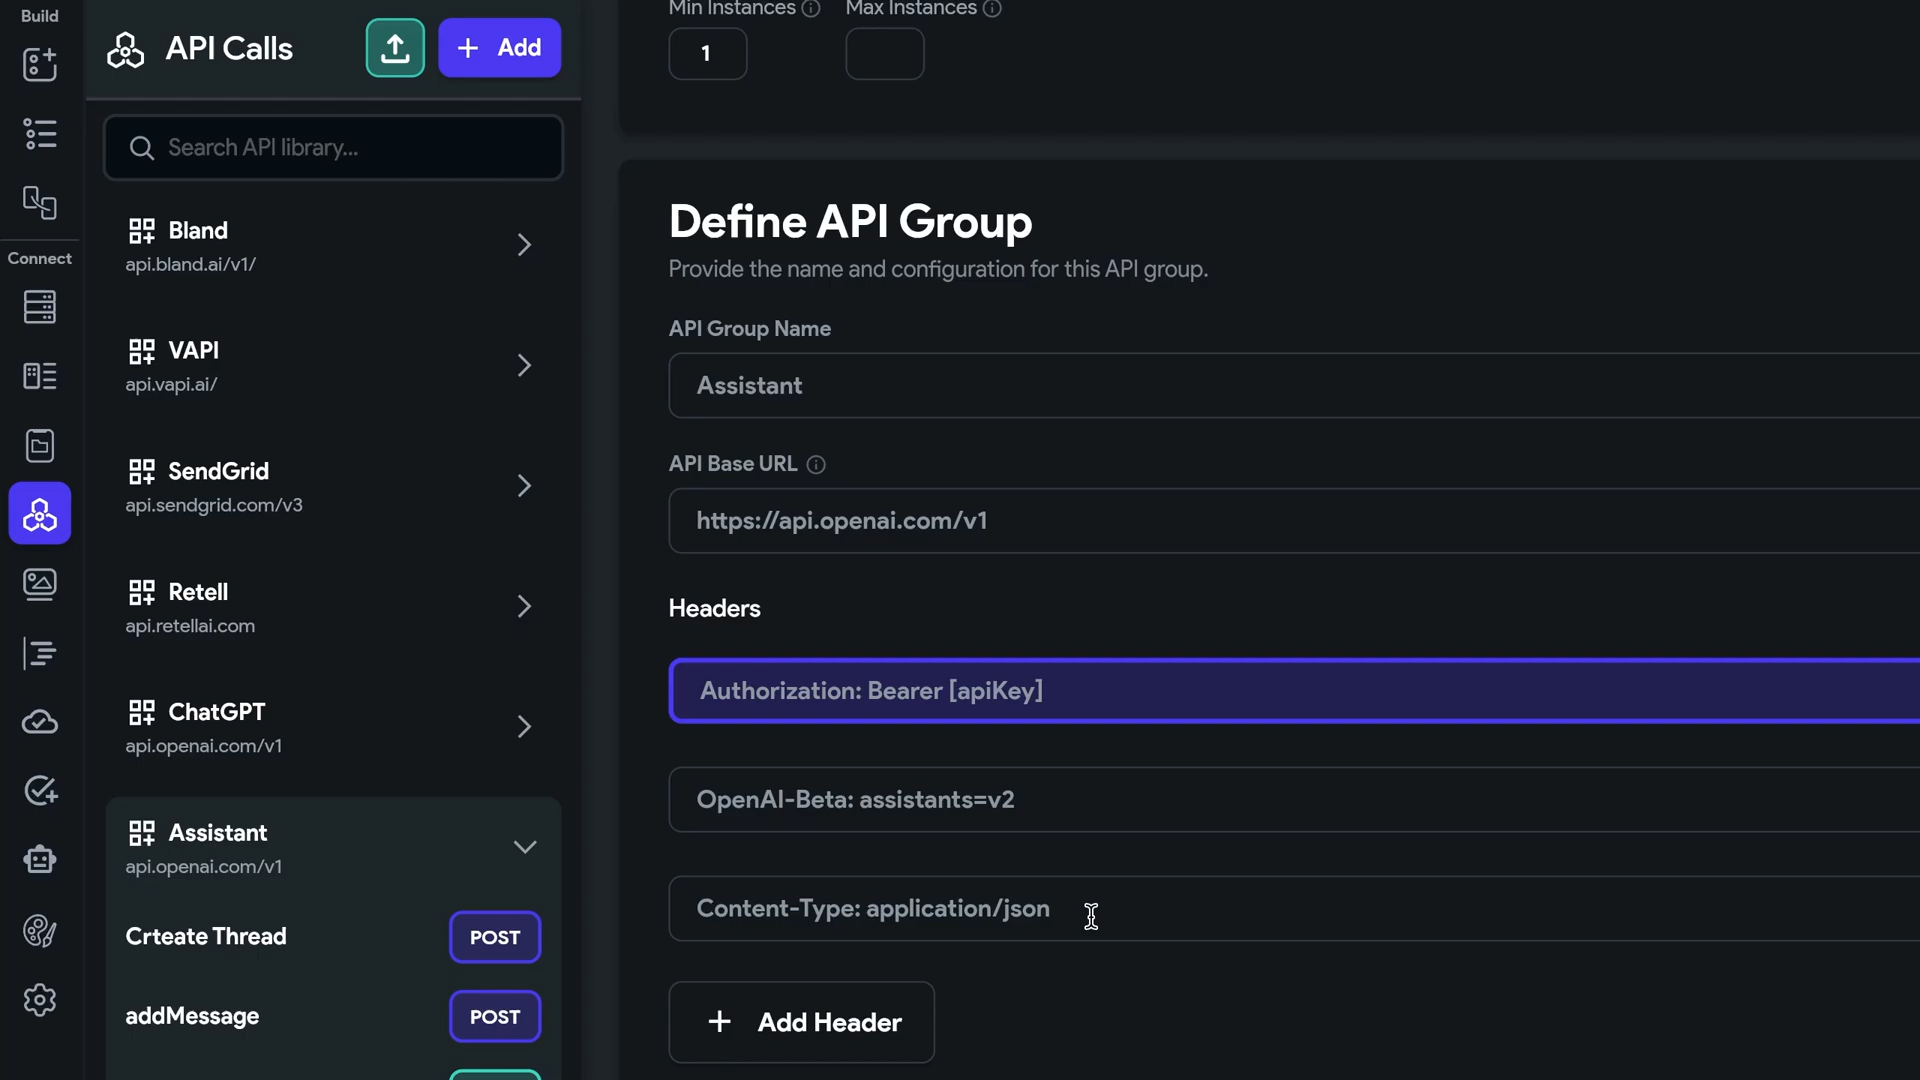 Build
API Calls
+ Add
Search API library...
Bland
api.bland.ai/v1/
VAPI
api.vapi.ai/
Connect
SendGrid
api.sendgrid.com/v3
Retell
api.retellai.com
ChatGPT
api.openai.com/v1
Assistant
api.openai.com/v1
Crteate Thread
POST
addMessage
POST
Min Instances
Max Instances
1
Define API Group
Provide the name and configuration for this API group.
API Group Name
Assistant
API Base URL
https://api.openai.com/v1
Headers
Authorization: Bearer [apiKey]
OpenAI-Beta: assistants=v2
Content-Type: application/json
+ Add Header